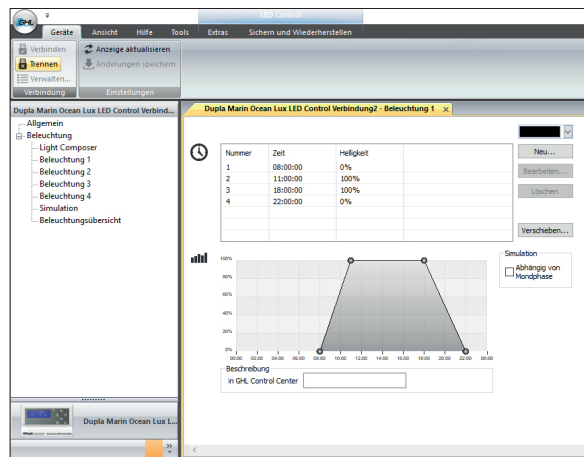 GHL
LED-Control
Geräte Ansicht Hilfe Tools Extras Sichern und Wiederherstellen
Verbinden
Trennen
Verwalten...
Verbindung
Anzeige aktualisieren
Änderungen speichern
Einstellungen
Dupla Marin Ocean Lux LED Control Verbind...
Allgemein
Beleuchtung
Light Composer
Beleuchtung 1
Beleuchtung 2
Beleuchtung 3
Beleuchtung 4
Simulation
Beleuchtungsübersicht
Dupla Marin Ocean Lux L...
Dupla Marin Ocean Lux LED Control Verbindung2 - Beleuchtung 1
Nummer Zeit Helligkeit
1 08:00:00 0%
2 11:00:00 100%
3 18:00:00 100%
4 22:00:00 0%
Neu...
Bearbeiten...
Löschen
Verschieben...
Simulation
Abhängig von
Mondphase
100%
80%
60%
40%
20%
0%
00:00 02:00 04:00 06:00 08:00 10:00 12:00 14:00 16:00 18:00 20:00 22:00 00:00
Beschreibung
in GHL Control Center